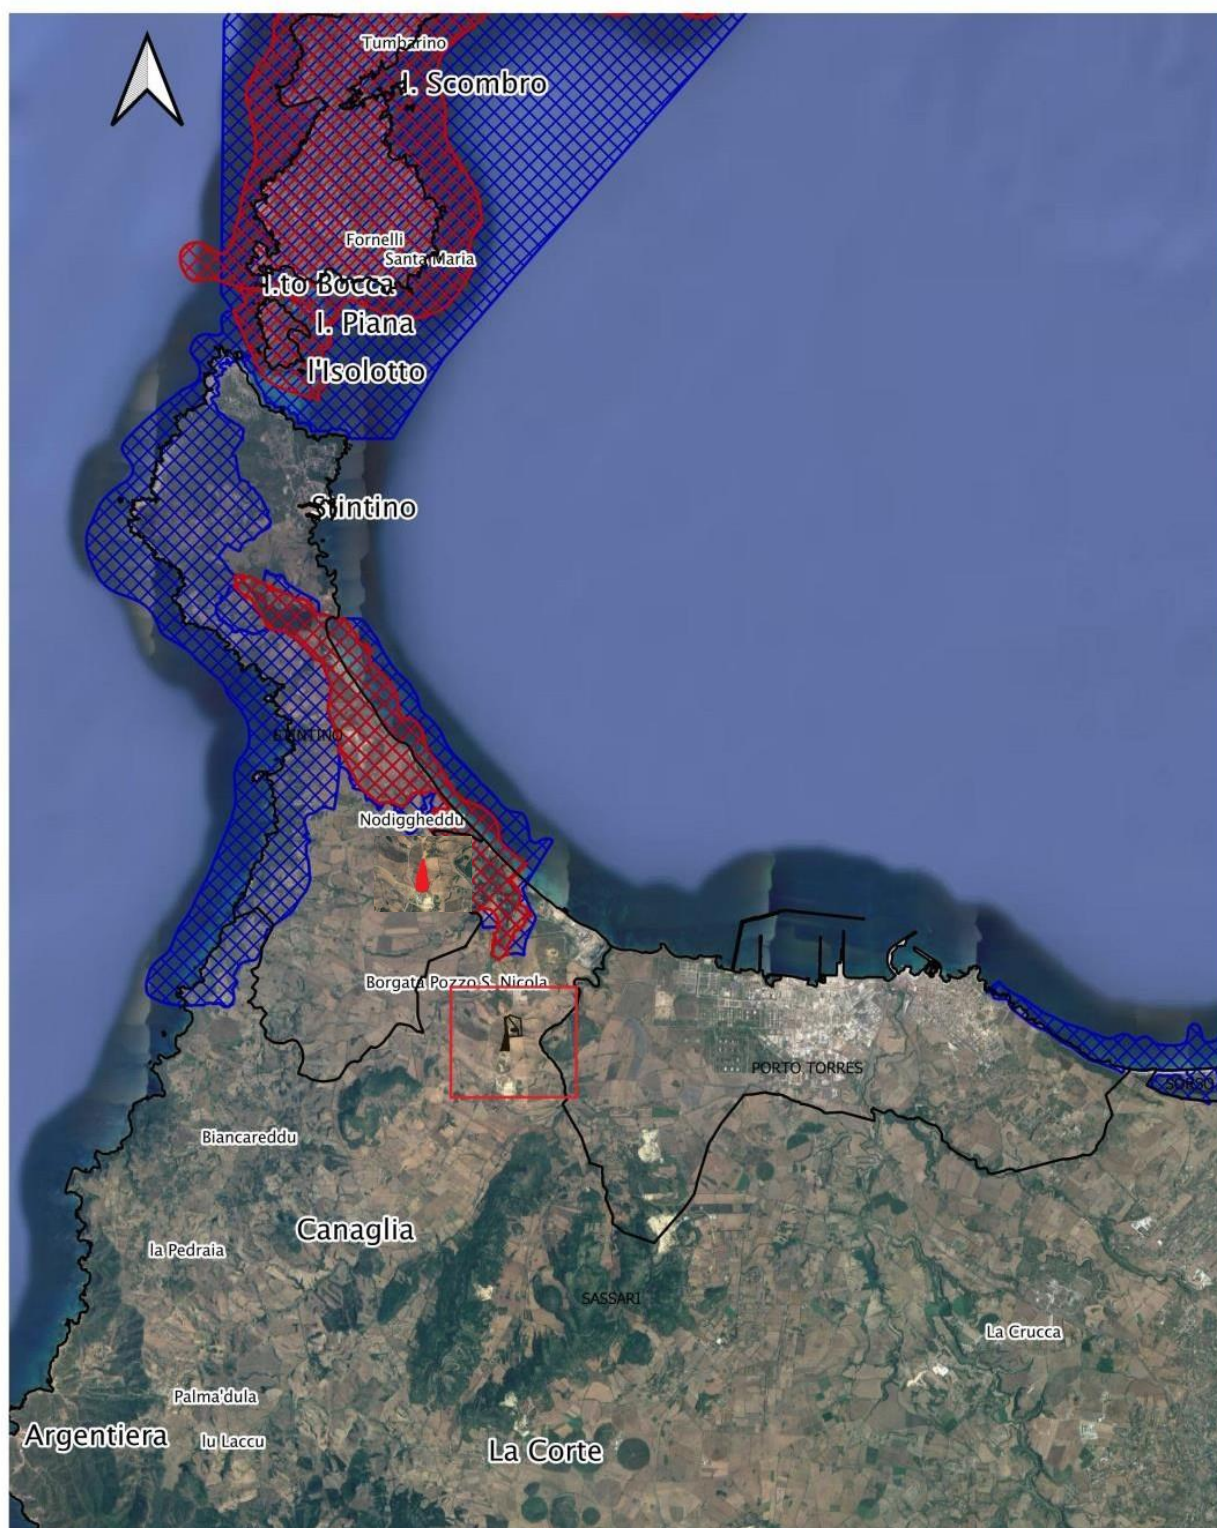 Tumbarino
I. Scombro
Fornelli
Santa Maria
I.to Bocca
I. Piana
l'Isolotto
Stintino
STINTINO
Nodiggheddu
Borgata Pozzo S. Nicola
PORTO TORRES
SORSO
Biancareddu
Canaglia
la Pedraia
SASSARI
La Crucca
Palma'dula
Argentiera
lu Laccu
La Corte